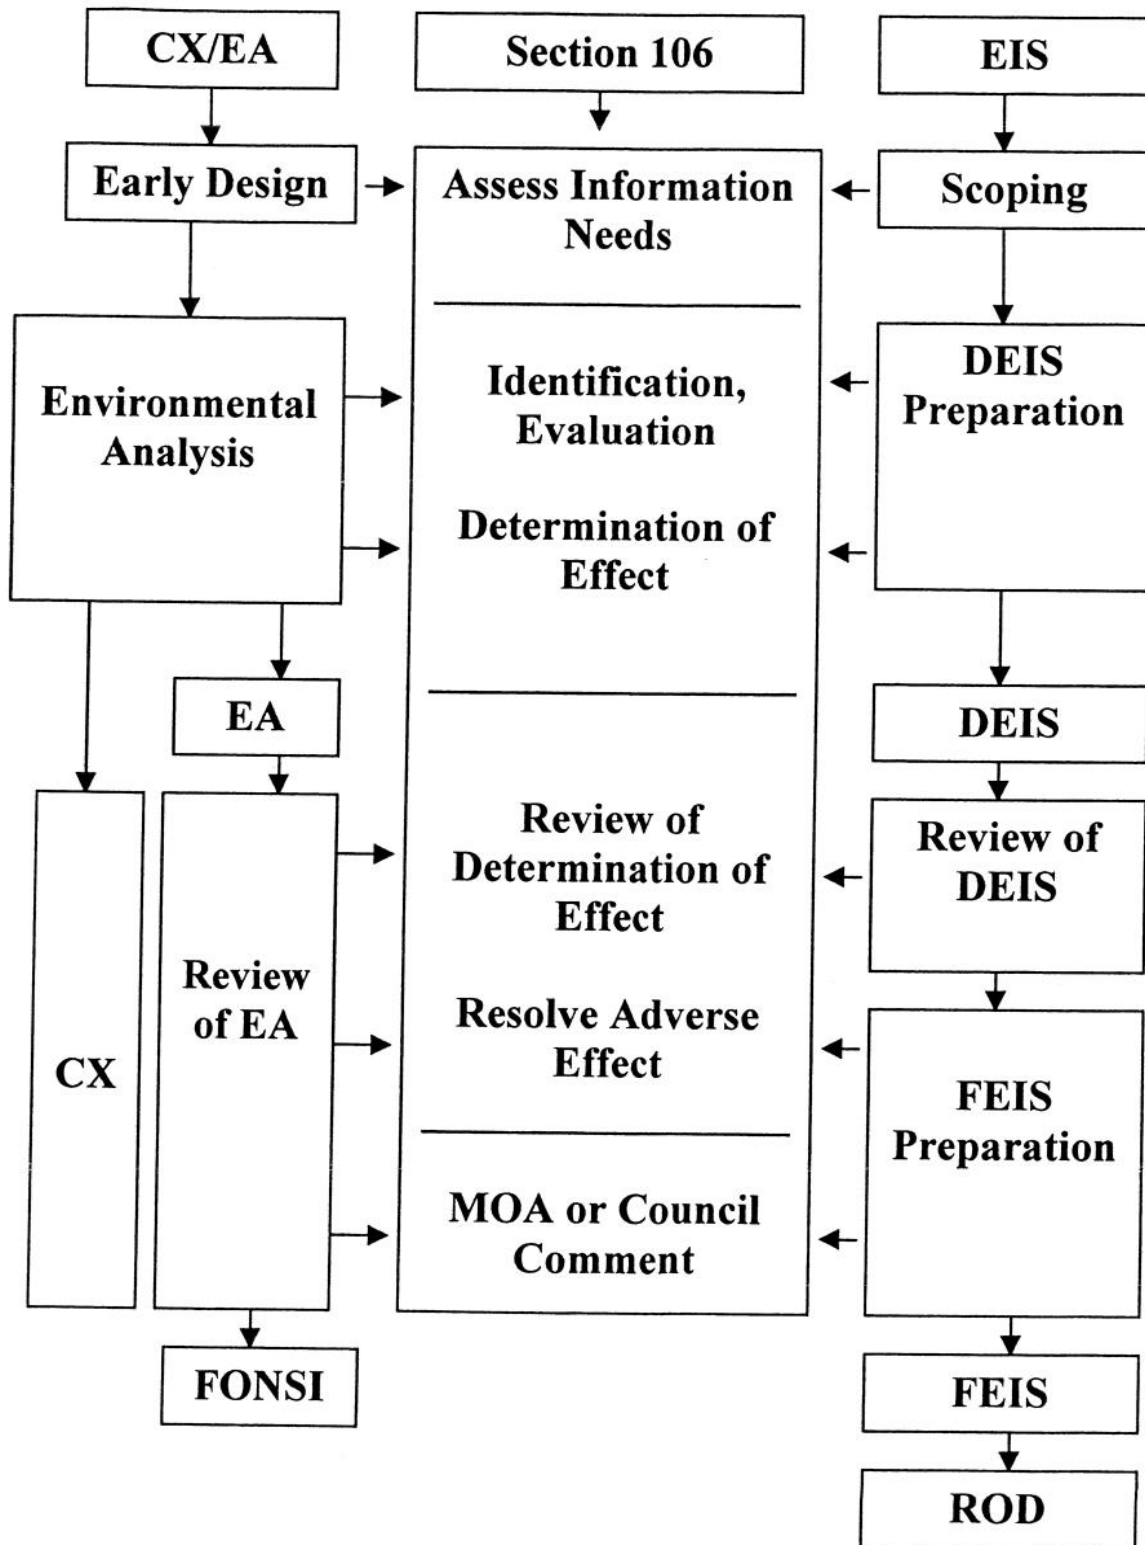 CX/EA
Section 106
EIS
Early Design
Assess Information
Needs
Scoping
Environmental
Analysis
Identification,
Evaluation
Determination of
Effect
DEIS
Preparation
EA
DEIS
CX
Review
of EA
Review of
Determination of
Effect
Resolve Adverse
Effect
MOA or Council
Comment
Review of
DEIS
FEIS
Preparation
FONSI
FEIS
ROD